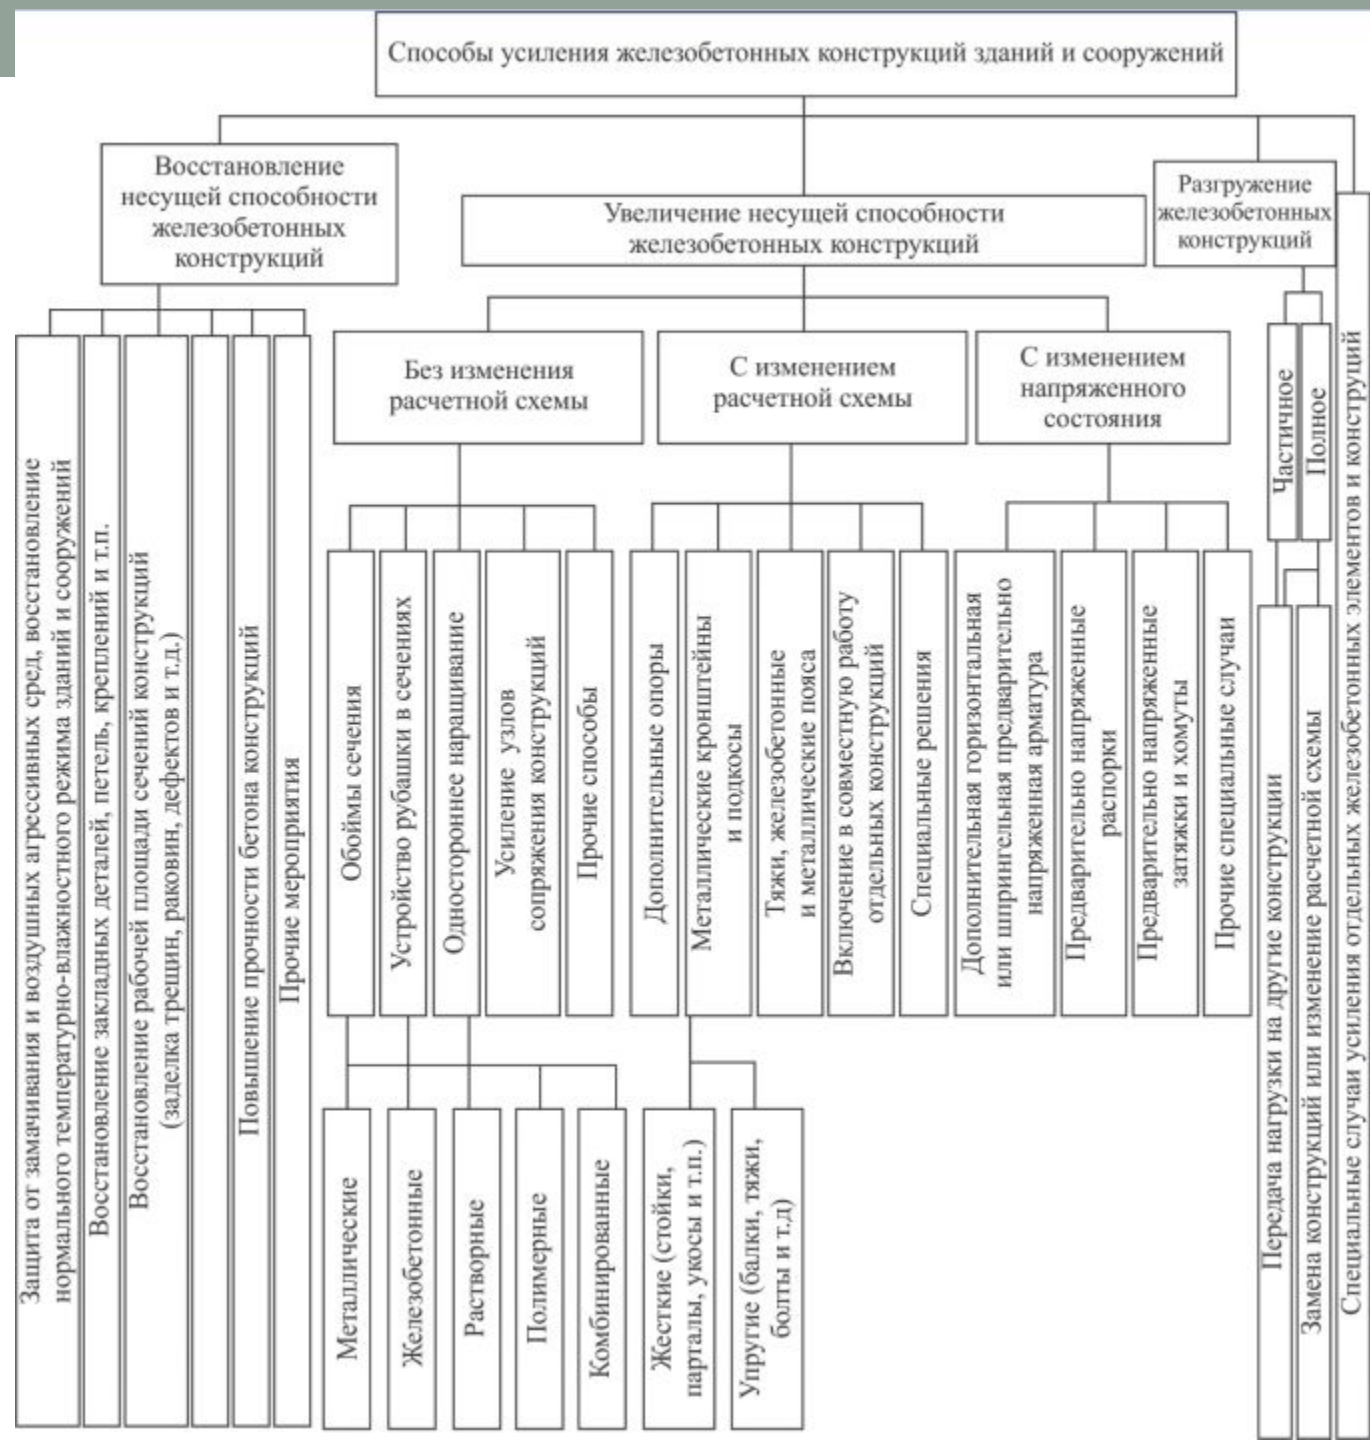 Способы усиления железобетонных конструкций зданий и сооружений
Восстановление
несущей способности
железобетонных
конструкций
Увеличение несущей способности
железобетонных конструкций
Разгружение
железобетонных
конструкций
Специальные случаи усиления отдельных железобетонных элементов и конструций
Защита от замачивания и воздушных агрессивных сред, восстановление
нормального температурно-влажностного режима зданий и сооружений
Восстановление закладных деталей, петель, креплений и т.п.
Восстановление рабочей площади сечений конструкций
(заделка трещин, раковин, дефектов и т.д.)
Повышение прочности бетона конструкций
Прочие мероприятия
Без изменения
расчетной схемы
С изменением
расчетной схемы
С изменением
напряженного
состояния
Частичное
Полное
Обоймы сечения
Устройство рубашки в сечениях
Одностороннее наращивание
Усиление узлов
сопряжения конструкций
Прочие способы
Дополнительные опоры
Металлические кронштейны
и подкосы
Тяжи, железобетонные
и металлические пояса
Включение в совместную работу
отдельных конструкций
Специальные решения
Дополнительная горизонтальная
или шпренгельная предварительно
напряженная арматура
Предварительно напряженные
распорки
Предварительно напряженные
затяжки и хомуты
Прочие специальные случаи
Передача нагрузки на другие конструкции
Замена конструкций или изменение расчетной схемы
Металлические
Железобетонные
Растворные
Полимерные
Комбинированные
Жесткие (стойки,
парталы, укосы и т.п.)
Упругие (балки, тяжи,
болты и т.д)